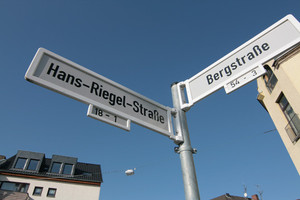 Hans-Riegel-Straße
18 - 1
Bergstraße
54 - 3